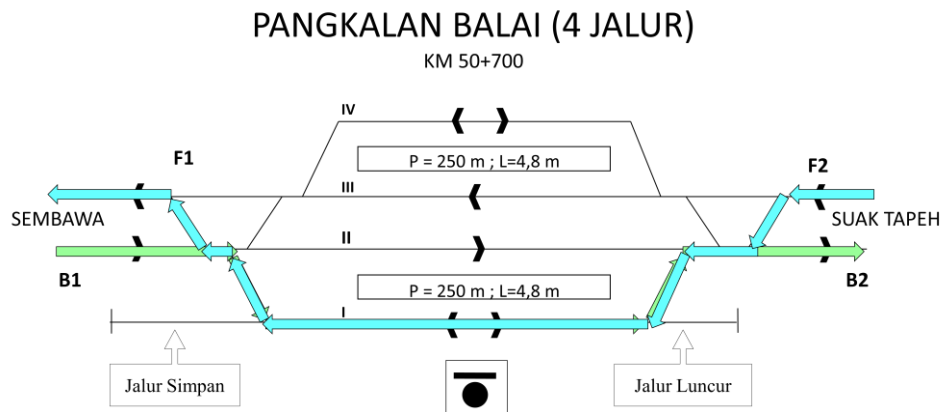 PANGKALAN BALAI (4 JALUR)
KM 50+700
IV
P = 250 m ; L=4,8 m
F1
F2
III
SEMBAWA
SUAK TAPEH
II
B1
B2
P = 250 m ; L=4,8 m
I
Jalur Simpan
Jalur Luncur